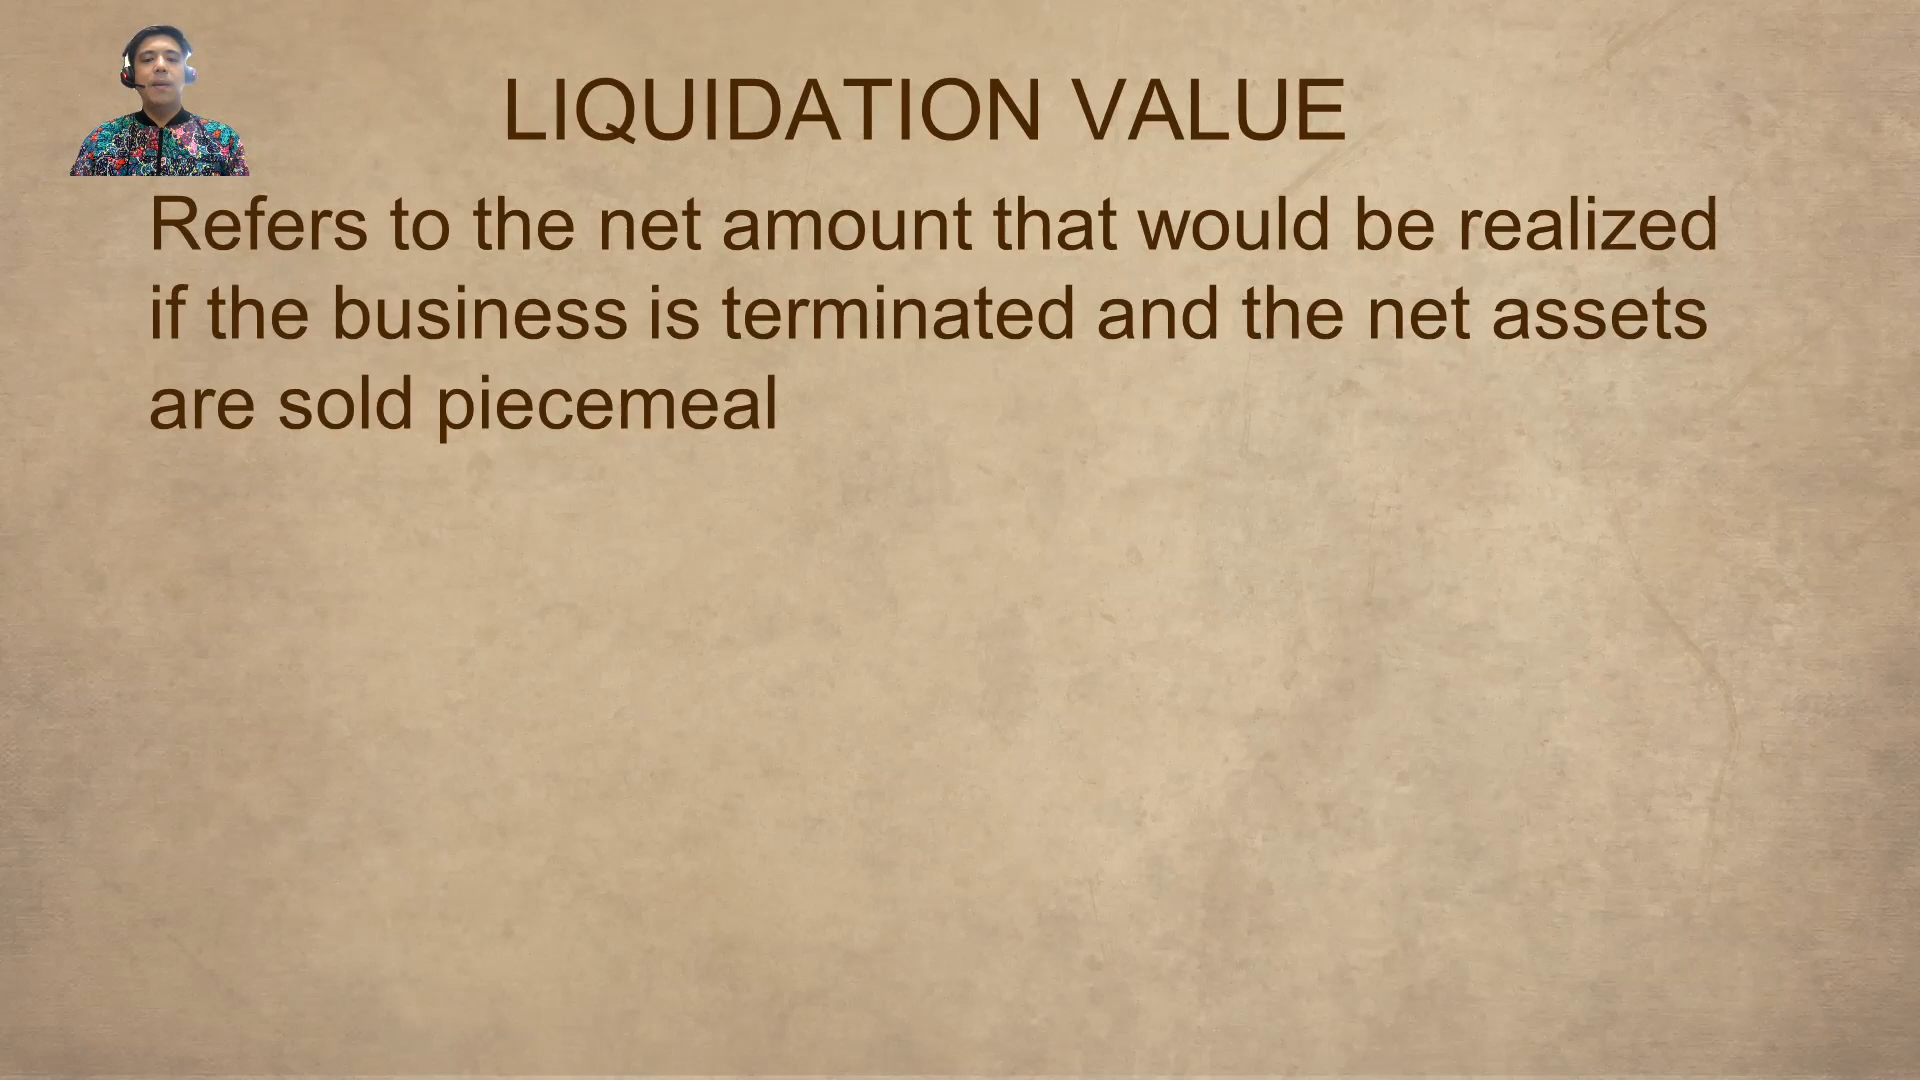 LIQUIDATION VALUE
Refers to the net amount that would be realized
if the business is terminated and the net assets
are sold piecemeal